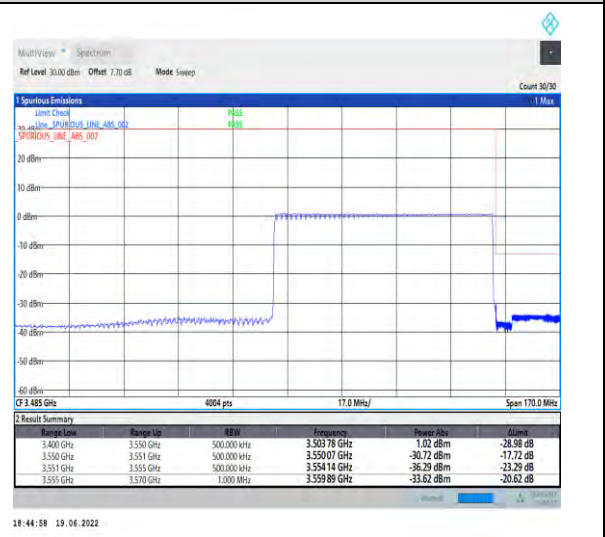 MultiView Spectrum
Ref Level 30.00 dBm Offset 7.70 dB Mode Sweep
Count 30/30
1 Spurious Emissions 1 Max
Limit Check PASS
Line _SPURIOUS_LINE_ABS_002 PASS
_SPURIOUS_LINE_ABS_002
20 dBm
10 dBm
0 dBm
-10 dBm
-20 dBm
-30 dBm
-40 dBm
-50 dBm
-60 dBm
CF 3.485 GHz 4004 pts 17.0 MHz/ Span 170.0 MHz
2 Result Summary
Range Low Range Up RBW Frequency Power Abs ΔLimit
3.400 GHz 3.550 GHz 500.000 kHz 3.50378 GHz 1.02 dBm -28.98 dB
3.550 GHz 3.551 GHz 500.000 kHz 3.55007 GHz -30.72 dBm -17.72 dB
3.551 GHz 3.555 GHz 500.000 kHz 3.55414 GHz -36.29 dBm -23.29 dB
3.555 GHz 3.570 GHz 1.000 MHz 3.55989 GHz -33.62 dBm -20.62 dB
18:44:58 19.06.2022